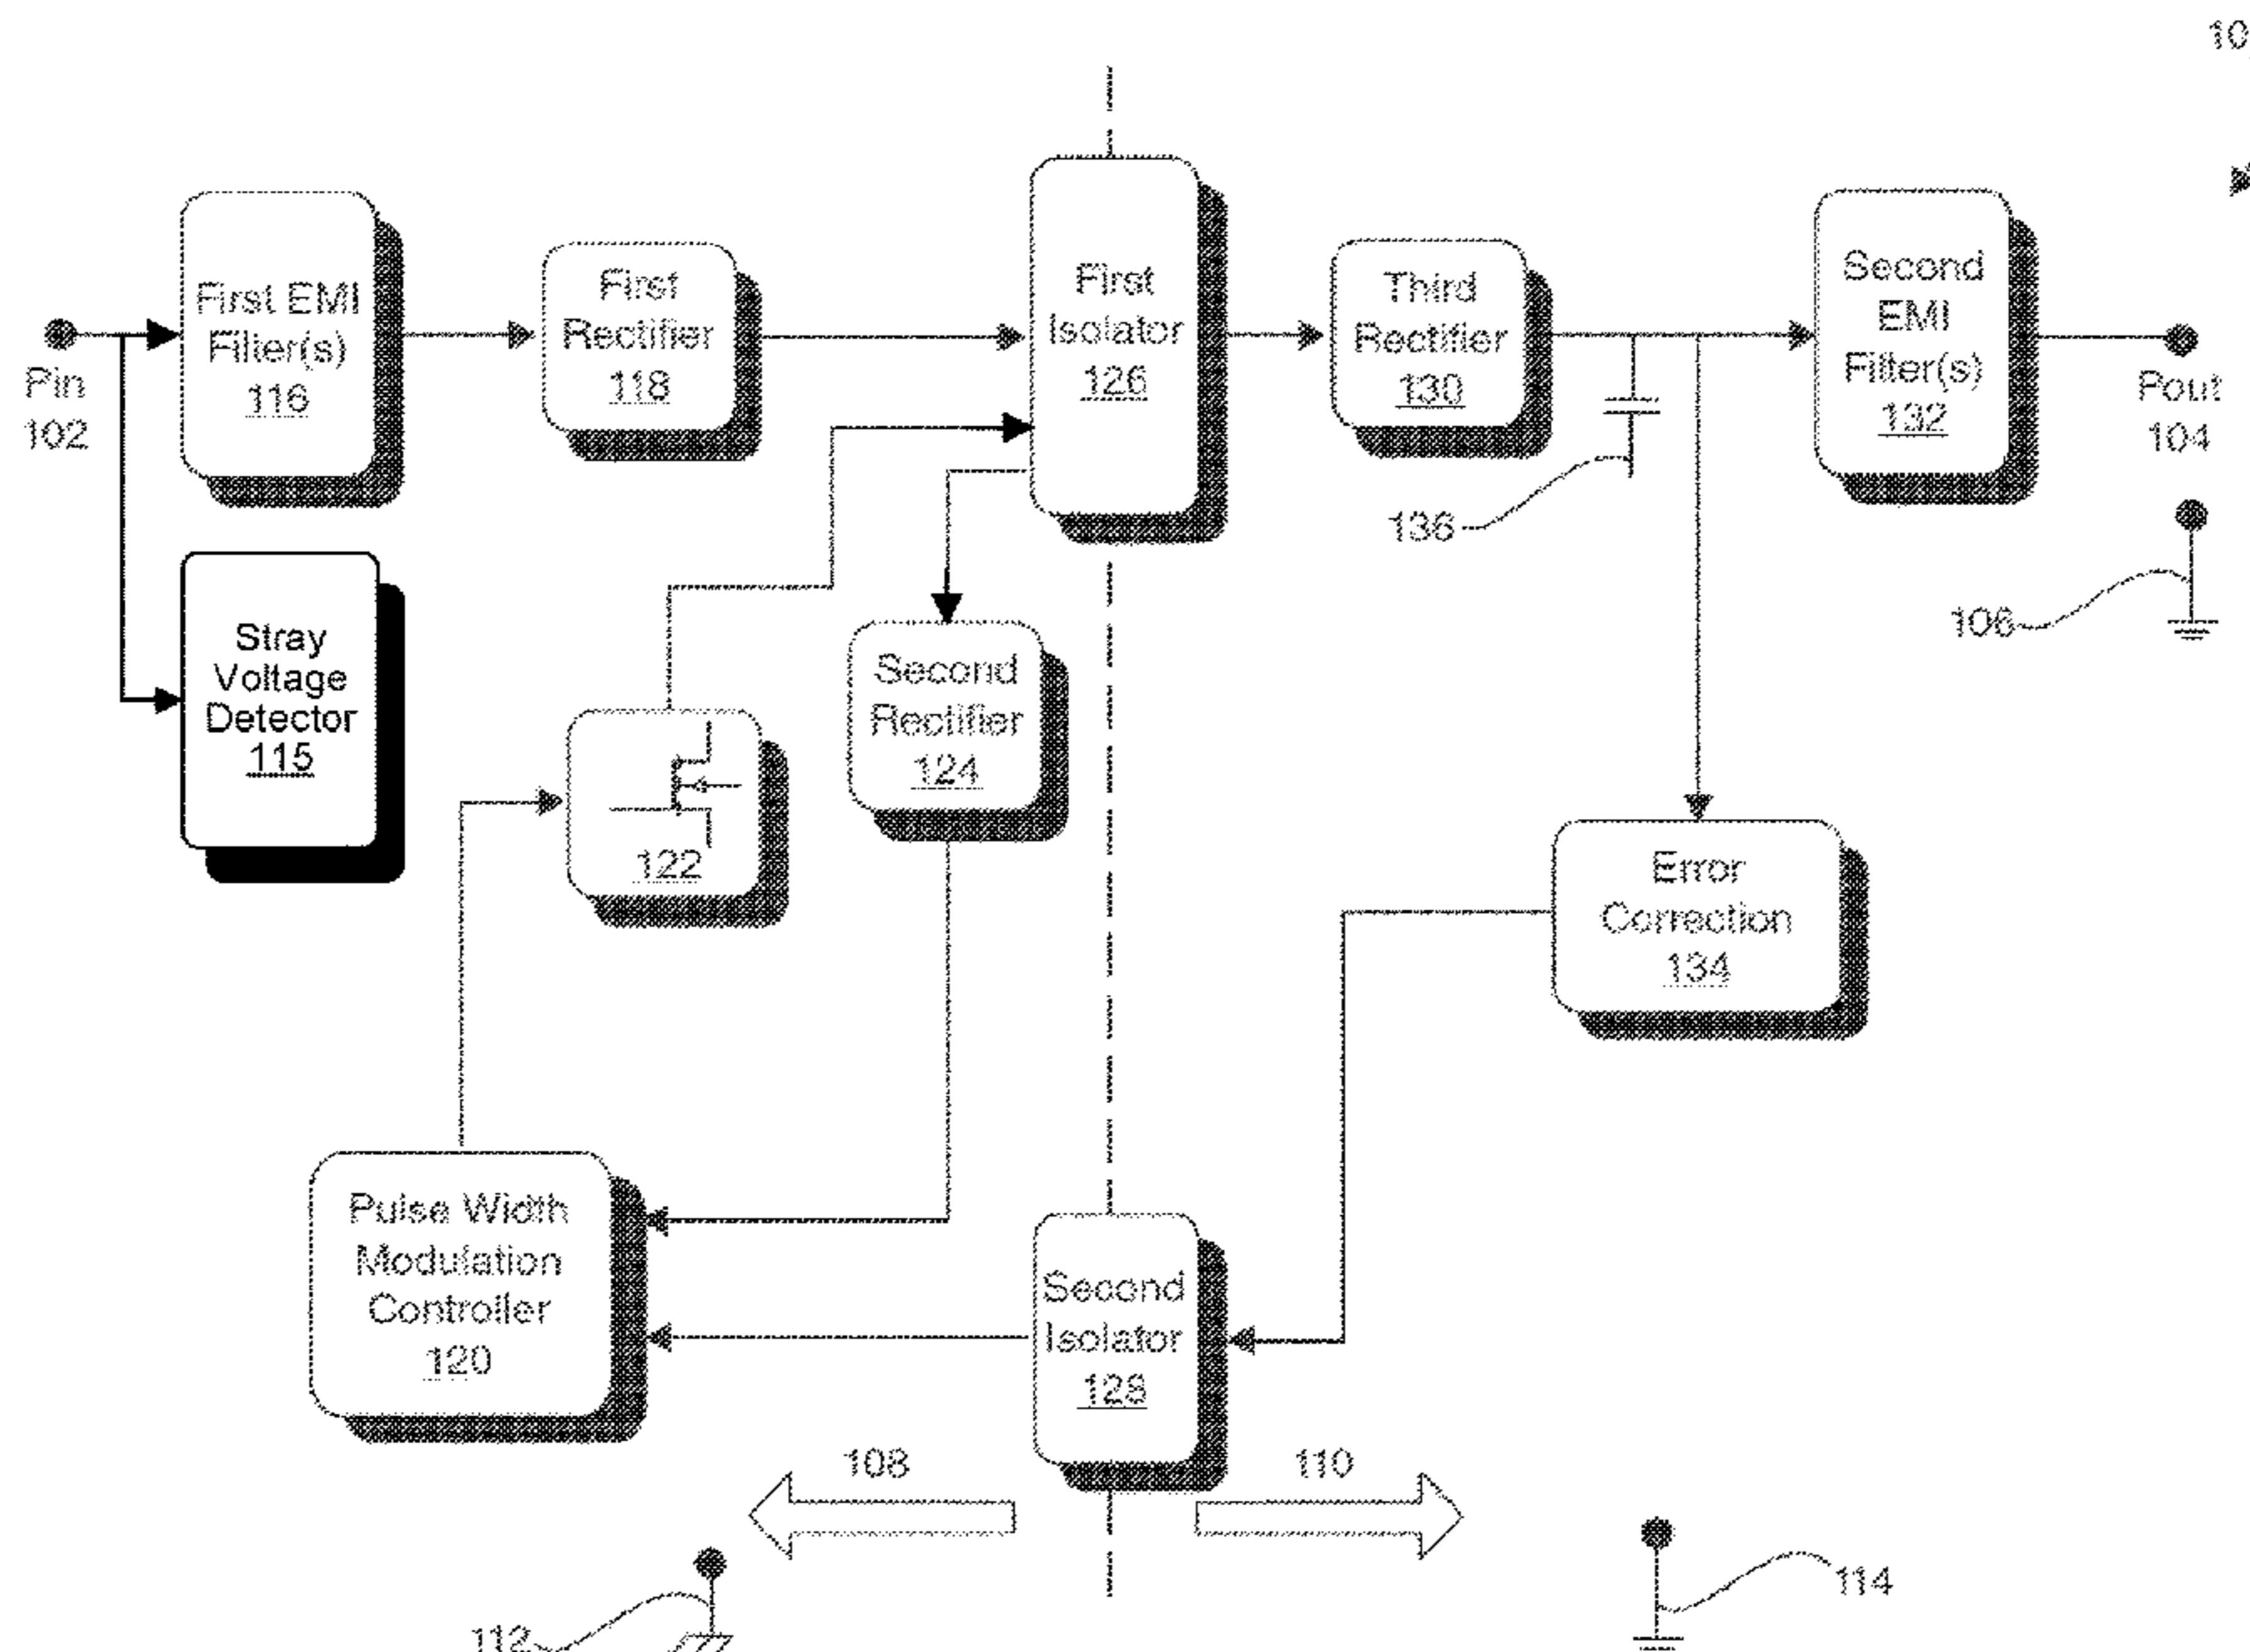 10
First EMI
Filter(s)
116
First
Rectifier
118
First
Isolator
126
Third
Rectifier
130
Second
EMI
Filter(s)
132
Pin
102
Pout
104
136
106
Stray
Voltage
Detector
115
Second
Rectifier
124
122
Error
Correction
134
Pulse Width
Modulation
Controller
120
Second
Isolator
128
108
110
112
114